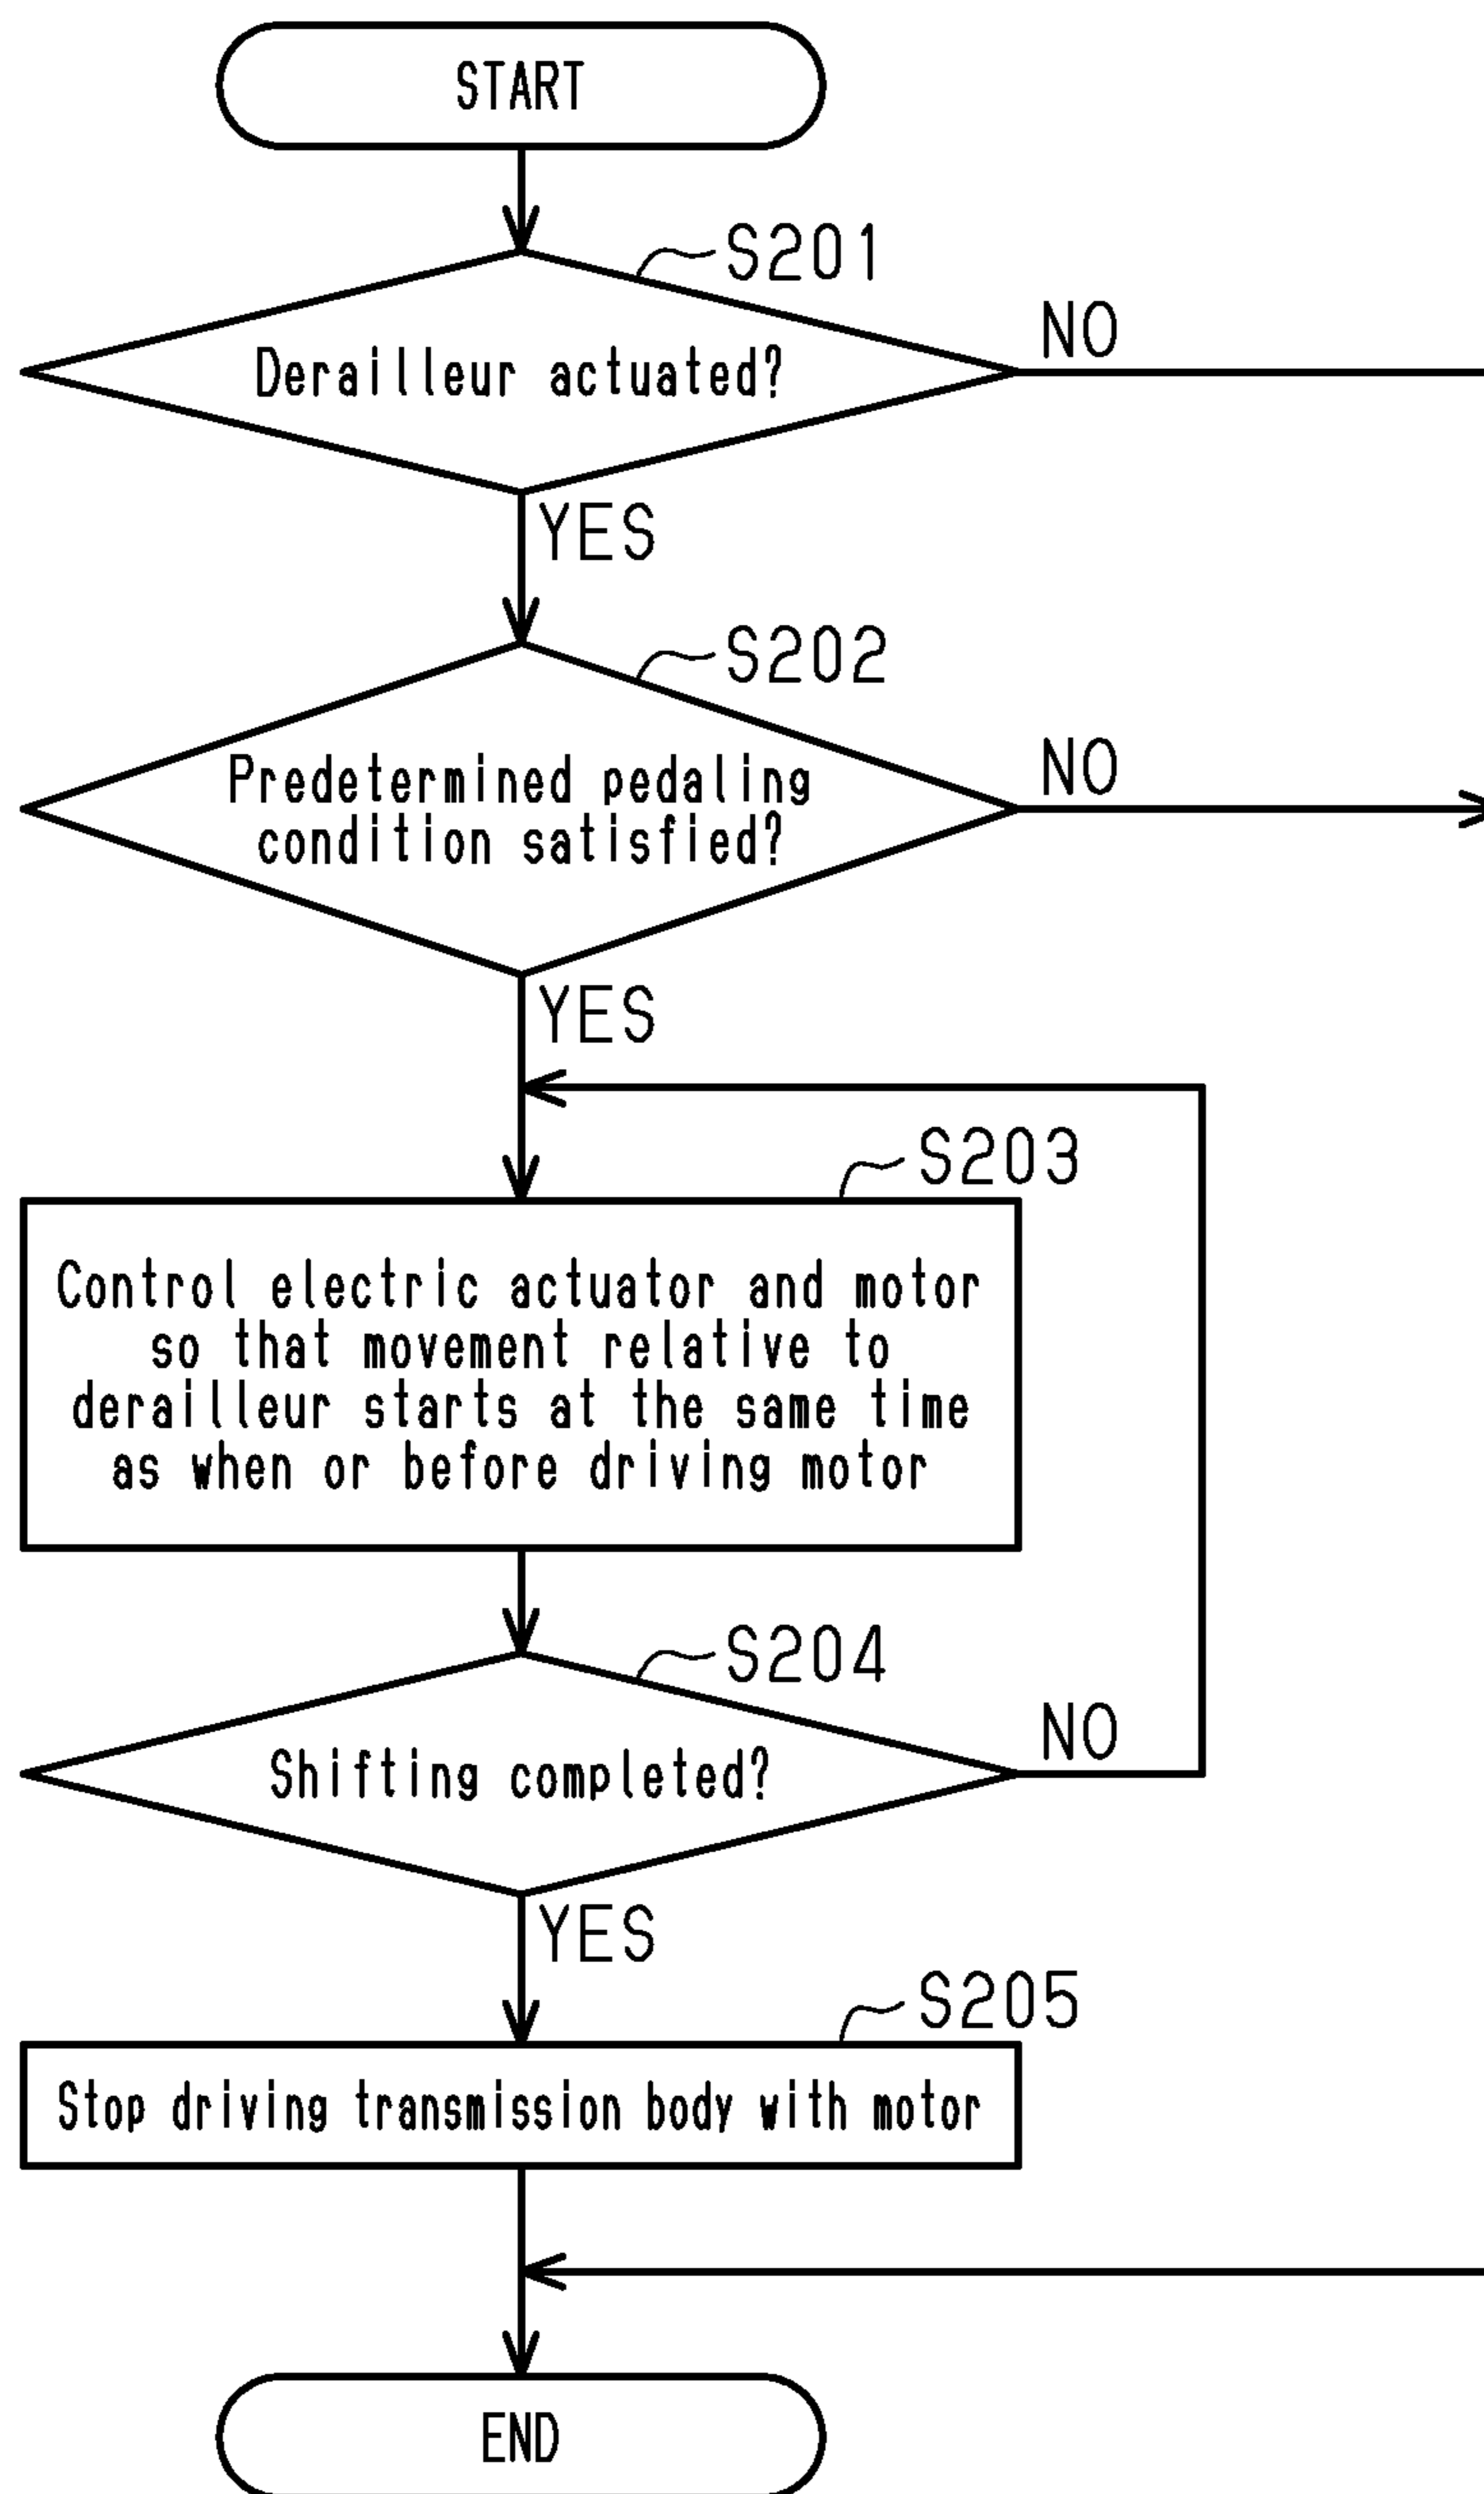 START
S201
Derailleur actuated?
NO
YES
S202
Predetermined pedaling
condition satisfied?
NO
YES
S203
Control electric actuator and motor
so that movement relative to
derailleur starts at the same time
as when or before driving motor
S204
Shifting completed?
NO
YES
S205
Stop driving transmission body with motor
END